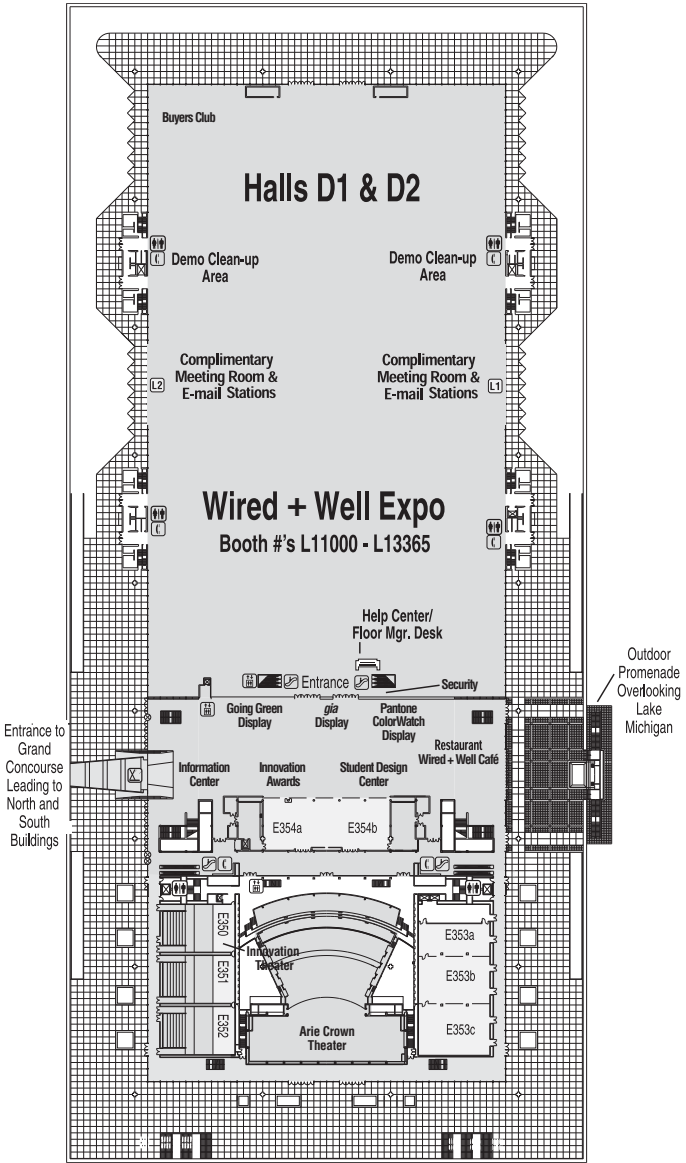 Buyers Club
Halls D1 & D2
Demo Clean-up
Area
Demo Clean-up
Area
Complimentary
Meeting Room &
E-mail Stations
Complimentary
Meeting Room &
E-mail Stations
L2
L1
Wired + Well Expo
Booth #'s L11000 - L13365
Help Center/
Floor Mgr. Desk
Entrance
Security
Outdoor
Promenade
Overlooking
Lake
Michigan
Going Green
Display
gia
Display
Pantone
ColorWatch
Display
Restaurant
Wired + Well Café
Entrance to
Grand
Concourse
Leading to
North and
South
Buildings
Information
Center
Innovation
Awards
Student Design
Center
E354a
E354b
E350
E351
E352
Innovation
Theater
E353a
E353b
E353c
Arie Crown
Theater